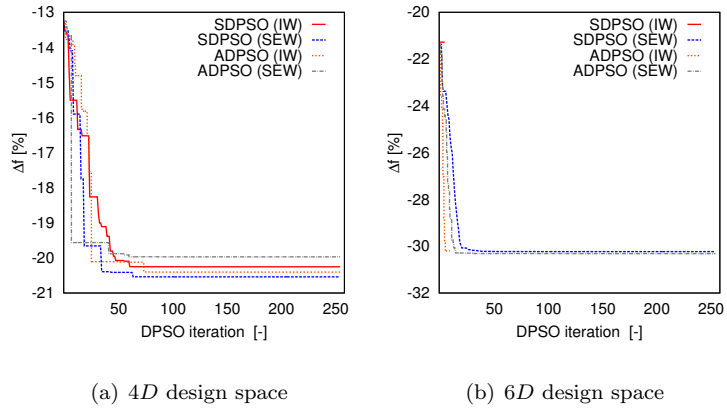 -13
-14
-15
-16
-17
-18
-19
-20
-21
50
100
150
200
250
Δf [%]
DPSO iteration [-]
SDPSO (IW)
SDPSO (SEW)
ADPSO (IW)
ADPSO (SEW)
(a) 4D design space
-20
-22
-24
-26
-28
-30
-32
50
100
150
200
250
Δf [%]
DPSO iteration [-]
SDPSO (IW)
SDPSO (SEW)
ADPSO (IW)
ADPSO (SEW)
(b) 6D design space